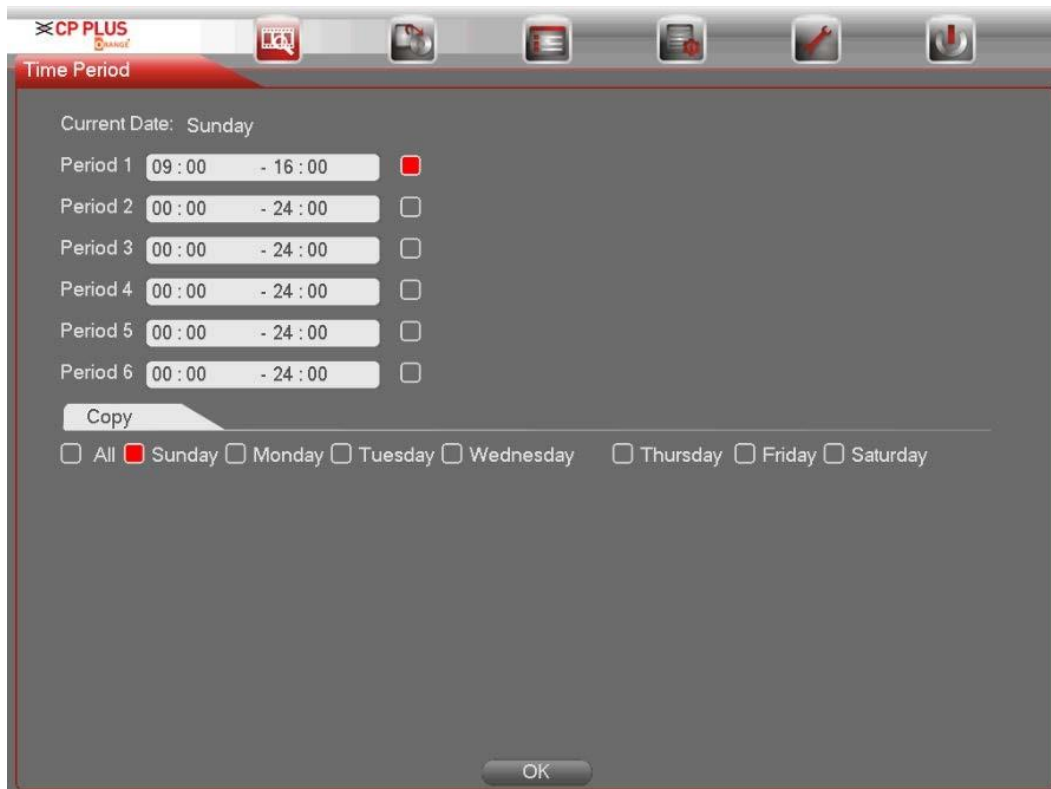 CP PLUS
ORANGE
Time Period
Current Date: Sunday
Period 1 09 : 00 - 16 : 00
Period 2 00 : 00 - 24 : 00
Period 3 00 : 00 - 24 : 00
Period 4 00 : 00 - 24 : 00
Period 5 00 : 00 - 24 : 00
Period 6 00 : 00 - 24 : 00
Copy
All Sunday Monday Tuesday Wednesday Thursday Friday Saturday
OK